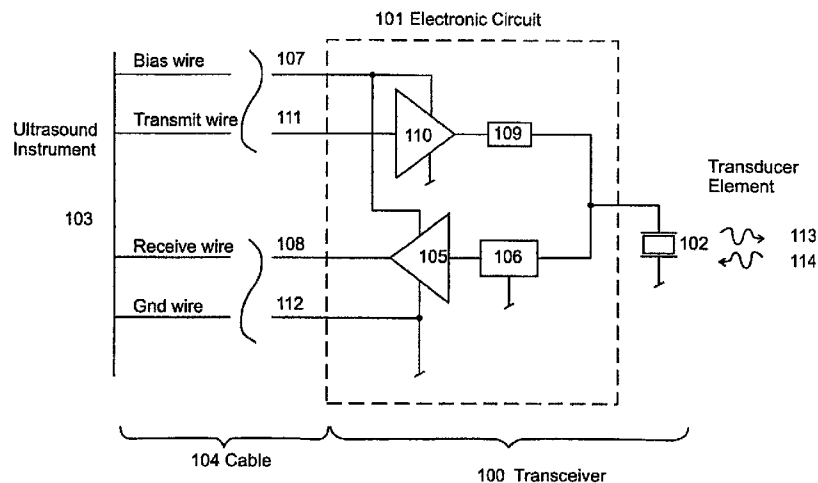 101 Electronic Circuit
Bias wire
107
Transmit wire
111
110
109
Ultrasound
Instrument
103
Transducer
Element
Receive wire
108
105
106
102
113
114
Gnd wire
112
104 Cable
100 Transceiver